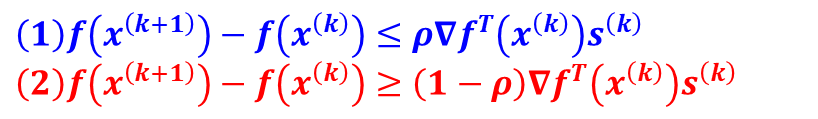 (1)f(x^{(k+1)}) − f(x^{(k)}) ≤ ρ∇f^T(x^{(k)})s^{(k)}
(2)f(x^{(k+1)}) − f(x^{(k)}) ≥ (1 − ρ)∇f^T(x^{(k)})s^{(k)}